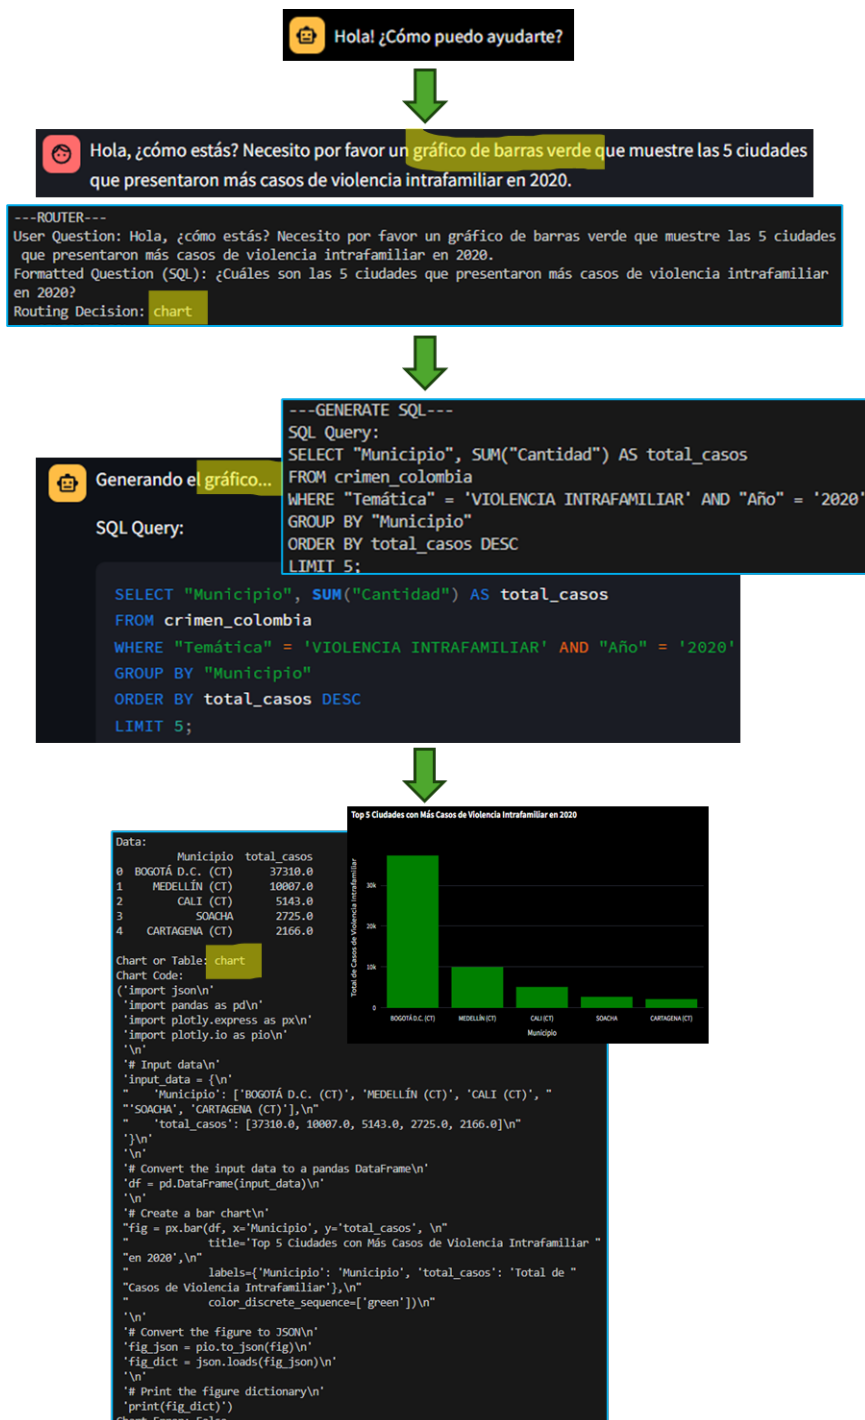 Hola! ¿Cómo puedo ayudarte?
Hola, ¿cómo estás? Necesito por favor un gráfico de barras verde que muestre las 5 ciudades
que presentaron más casos de violencia intrafamiliar en 2020.
---ROUTER---
User Question: Hola, ¿cómo estás? Necesito por favor un gráfico de barras verde que muestre las 5 ciudades
que presentaron más casos de violencia intrafamiliar en 2020.
Formatted Question (SQL): ¿Cuáles son las 5 ciudades que presentaron más casos de violencia intrafamiliar
en 2020?
Routing Decision: chart
---GENERATE SQL---
SQL Query:
SELECT "Municipio", SUM("Cantidad") AS total_casos
FROM crimen_colombia
WHERE "Temática" = 'VIOLENCIA INTRAFAMILIAR' AND "Año" = '2020'
GROUP BY "Municipio"
ORDER BY total_casos DESC
LIMIT 5;
Generando el gráfico...
SQL Query:
SELECT "Municipio", SUM("Cantidad") AS total_casos
FROM crimen_colombia
WHERE "Temática" = 'VIOLENCIA INTRAFAMILIAR' AND "Año" = '2020'
GROUP BY "Municipio"
ORDER BY total_casos DESC
LIMIT 5;
Top 5 Ciudades con Más Casos de Violencia Intrafamiliar en 2020
Total de Casos de Violencia Intrafamiliar
30k
20k
10k
0
BOGOTÁ D.C. (CT) MEDELLÍN (CT) CALI (CT) SOACHA CARTAGENA (CT)
Municipio
Data:
Municipio total_casos
0 BOGOTÁ D.C. (CT) 37310.0
1 MEDELLÍN (CT) 10007.0
2 CALI (CT) 5143.0
3 SOACHA 2725.0
4 CARTAGENA (CT) 2166.0
Chart or Table: chart
Chart Code:
('import json\n'
'import pandas as pd\n'
'import plotly.express as px\n'
'import plotly.io as pio\n'
'\n'
'# Input data\n'
'input_data = {\n'
"    'Municipio': ['BOGOTÁ D.C. (CT)', 'MEDELLÍN (CT)', 'CALI (CT)', "
"'SOACHA', 'CARTAGENA (CT)'],\n"
"    'total_casos': [37310.0, 10007.0, 5143.0, 2725.0, 2166.0]\n"
'}\n'
'\n'
'# Convert the input data to a pandas DataFrame\n'
'df = pd.DataFrame(input_data)\n'
'\n'
'# Create a bar chart\n'
"fig = px.bar(df, x='Municipio', y='total_casos', \n"
"             title='Top 5 Ciudades con Más Casos de Violencia Intrafamiliar "
"en 2020',\n"
"             labels={'Municipio': 'Municipio', 'total_casos': 'Total de "
"Casos de Violencia Intrafamiliar'},\n"
"             color_discrete_sequence=['green'])\n"
'\n'
'# Convert the figure to JSON\n'
'fig_json = pio.to_json(fig)\n'
'fig_dict = json.loads(fig_json)\n'
'\n'
'# Print the figure dictionary\n'
'print(fig_dict)')
Chart Error: False